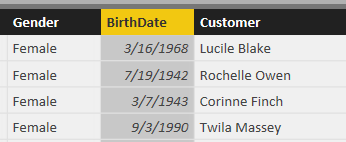 Gender BirthDate Customer
Female 3/16/1968 Lucile Blake
Female 7/19/1942 Rochelle Owen
Female 3/7/1943 Corinne Finch
Female 9/3/1990 Twila Massey